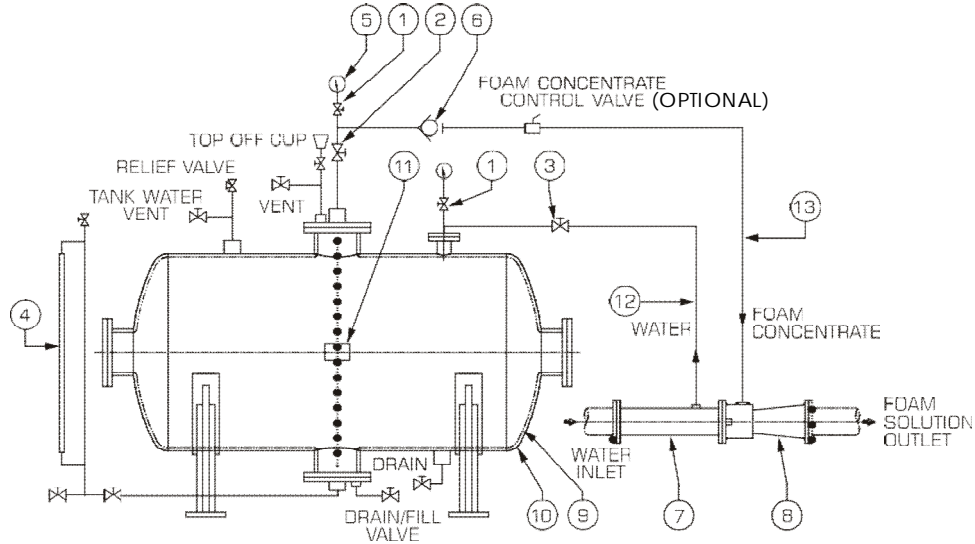 5
1
2
6
FOAM CONCENTRATE
CONTROL VALVE (OPTIONAL)
TOP OFF CUP
RELIEF VALVE
TANK WATER
VENT
VENT
11
1
3
13
4
12
WATER
FOAM
CONCENTRATE
FOAM
SOLUTION
OUTLET
WATER
INLET
DRAIN
DRAIN/FILL
VALVE
10
9
7
8